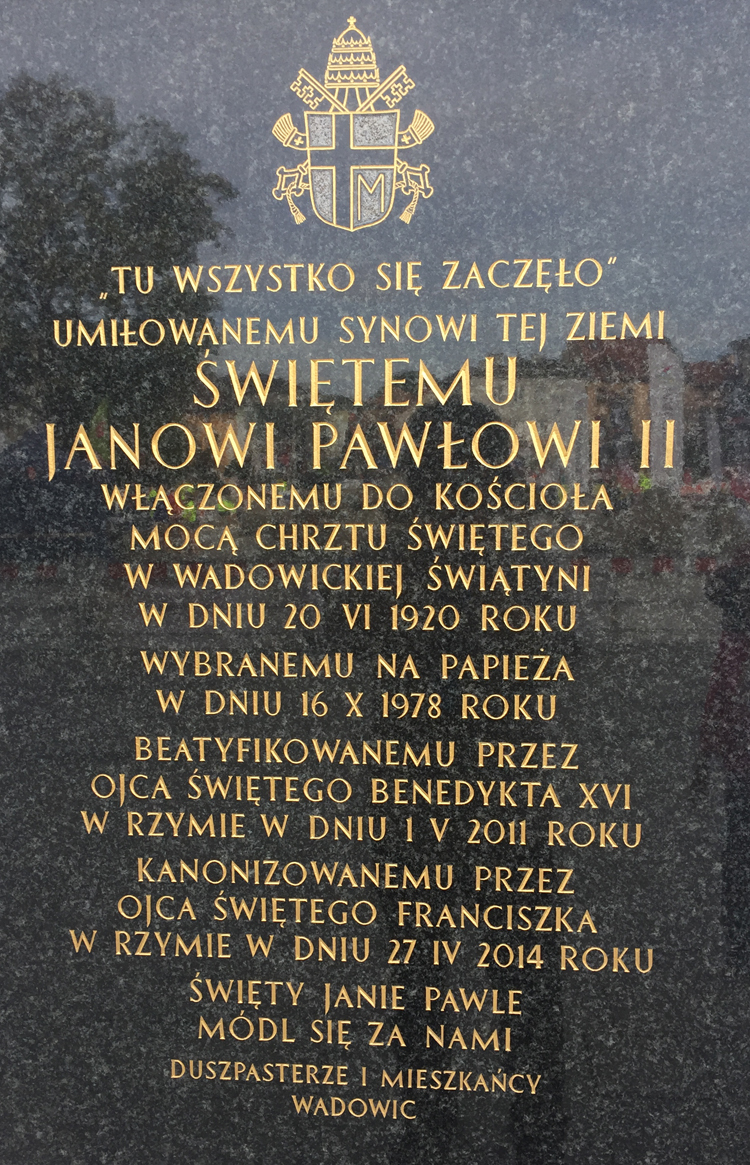 M
„TU WSZYSTKO SIĘ ZACZĘŁO”
UMIŁOWANEMU SYNOWI TEJ ZIEMI
ŚWIĘTEMU
JANOWI PAWŁOWI II
WŁĄCZONEMU DO KOŚCIOŁA
MOCĄ CHRZTU ŚWIĘTEGO
W WADOWICKIEJ ŚWIĄTYNI
W DNIU 20 VI 1920 ROKU
WYBRANEMU NA PAPIEŻA
W DNIU 16 X 1978 ROKU
BEATYFIKOWANEMU PRZEZ
OJCA ŚWIĘTEGO BENEDYKTA XVI
W RZYMIE W DNIU 1 V 2011 ROKU
KANONIZOWANEMU PRZEZ
OJCA ŚWIĘTEGO FRANCISZKA
W RZYMIE W DNIU 27 IV 2014 ROKU
ŚWIĘTY JANIE PAWLE
MÓDL SIĘ ZA NAMI
DUSZPASTERZE I MIESZKAŃCY
WADOWIC